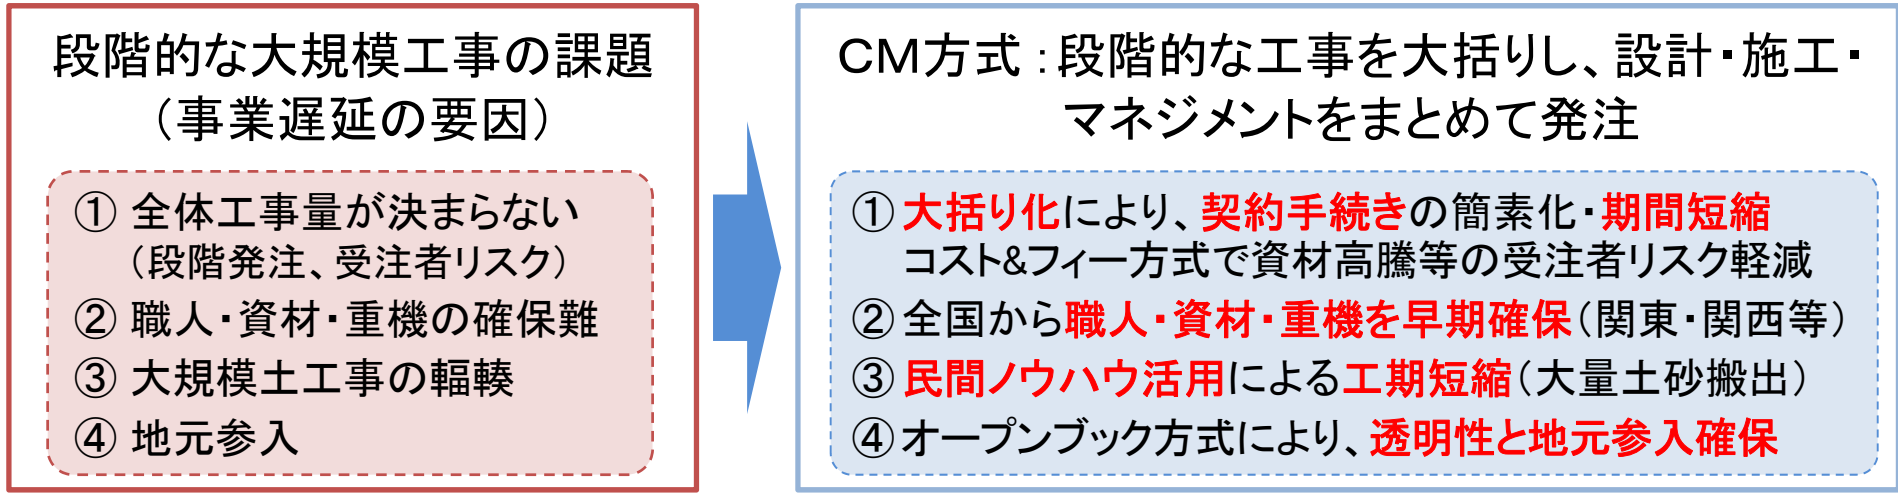 段階的な大規模工事の課題
（事業遅延の要因）
① 全体工事量が決まらない
（段階発注、受注者リスク）
② 職人・資材・重機の確保難
③ 大規模土工事の輻輳
④ 地元参入
CM方式：段階的な工事を大括りし、設計・施工・
マネジメントをまとめて発注
① 大括り化により、契約手続きの簡素化・期間短縮
コスト&フィー方式で資材高騰等の受注者リスク軽減
② 全国から職人・資材・重機を早期確保（関東・関西等）
③ 民間ノウハウ活用による工期短縮（大量土砂搬出）
④ オープンブック方式により、透明性と地元参入確保